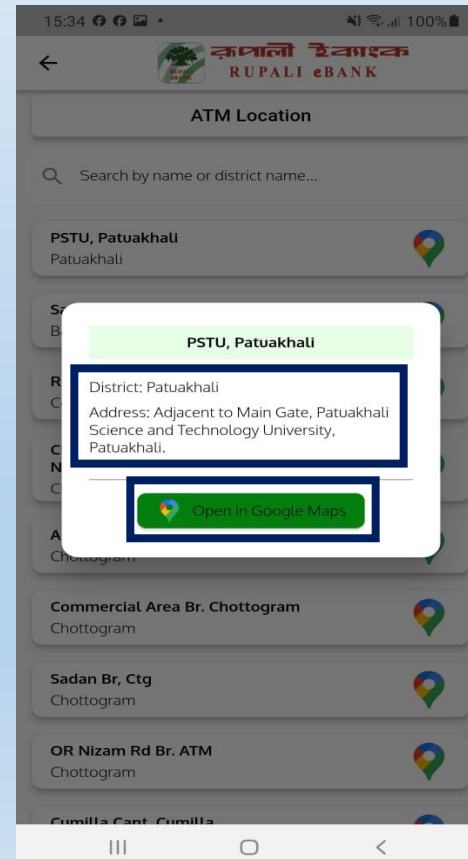 15:34
100%
রূপালী ইব্যাংক
RUPALI
RUPALI eBANK
ATM Location
Search by name or district name...
PSTU, Patuakhali
Patuakhali
PSTU, Patuakhali
District: Patuakhali
Address: Adjacent to Main Gate, Patuakhali
Science and Technology University,
Patuakhali.
Open in Google Maps
Chottogram
Commercial Area Br. Chottogram
Chottogram
Sadan Br, Ctg
Chottogram
OR Nizam Rd Br. ATM
Chottogram
Cumilla Cant, Cumilla